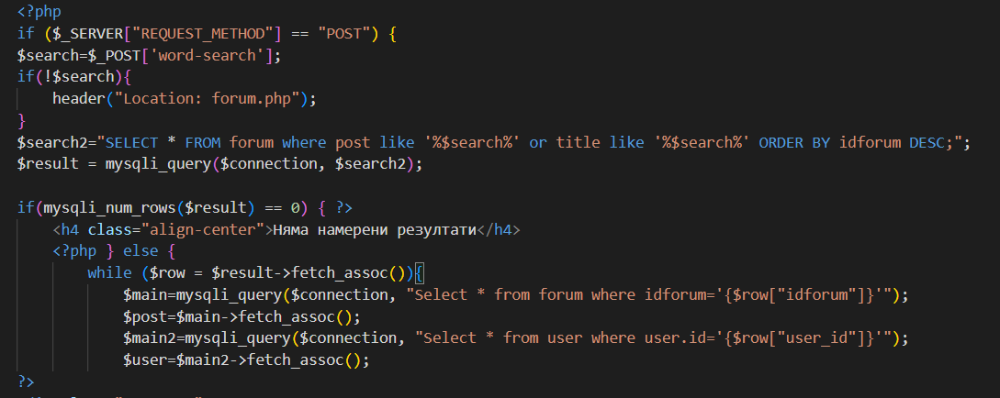 <?php
if ($_SERVER["REQUEST_METHOD"] == "POST") {
$search=$_POST['word-search'];
if(!$search){
    header("Location: forum.php");
}
$search2="SELECT * FROM forum where post like '%$search%' or title like '%$search%' ORDER BY idforum DESC;";
$result = mysqli_query($connection, $search2);

if(mysqli_num_rows($result) == 0) { ?>
    <h4 class="align-center">Няма намерени резултати</h4>
    <?php } else {
        while ($row = $result->fetch_assoc()){
            $main=mysqli_query($connection, "Select * from forum where idforum='{$row["idforum"]}'");
            $post=$main->fetch_assoc();
            $main2=mysqli_query($connection, "Select * from user where user.id='{$row["user_id"]}'");
            $user=$main2->fetch_assoc();
?>